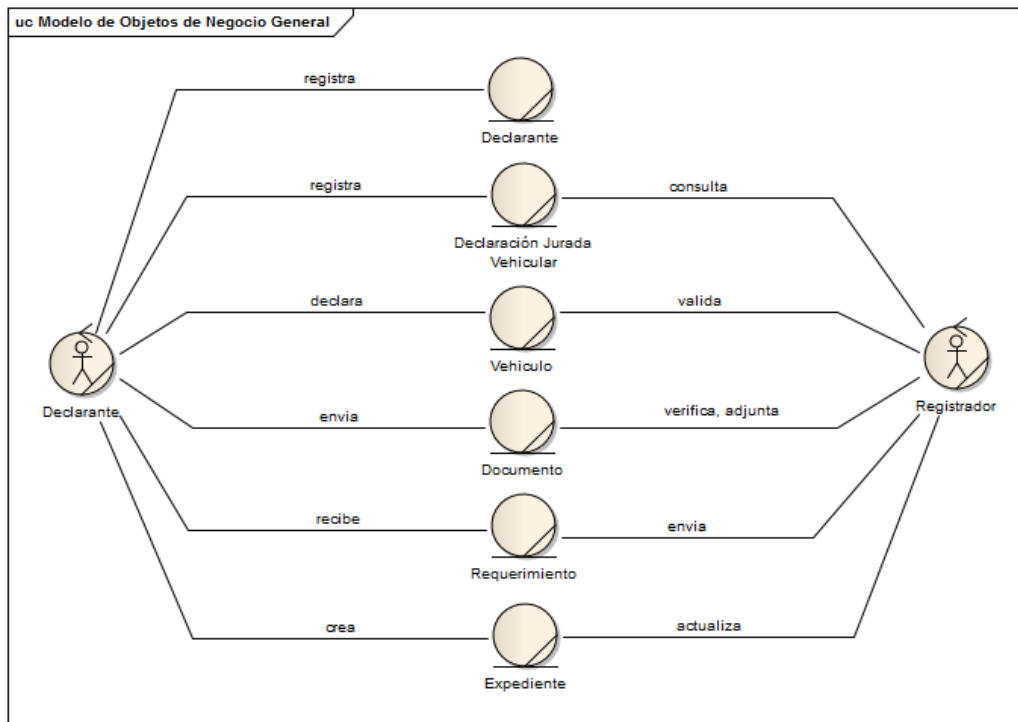 uc Modelo de Objetos de Negocio General
registra
Declarante
registra
consulta
Declaración Jurada
Vehicular
declara
valida
Vehiculo
Declarante
Registrador
envia
verifica, adjunta
Documento
recibe
envia
Requerimiento
crea
actualiza
Expediente